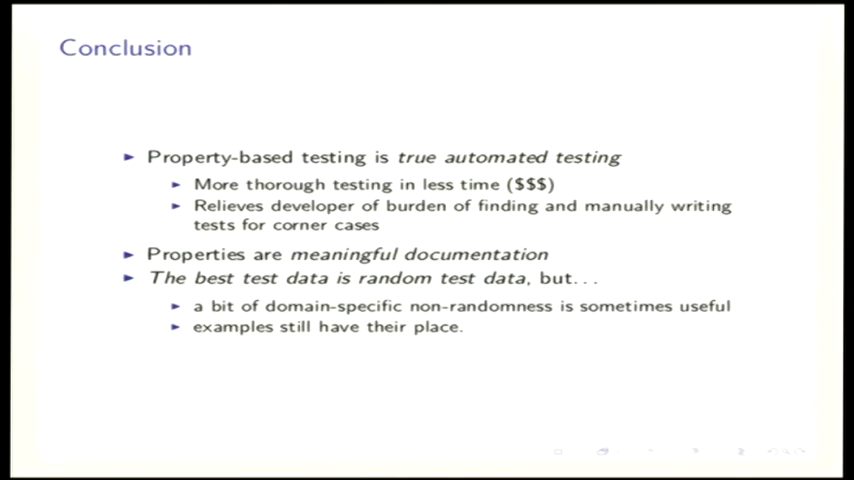 Conclusion
► Property-based testing is true automated testing
► More thorough testing in less time ($$$)
► Relieves developer of burden of finding and manually writing
tests for corner cases
► Properties are meaningful documentation
► The best test data is random test data, but...
► a bit of domain-specific non-randomness is sometimes useful
► examples still have their place.